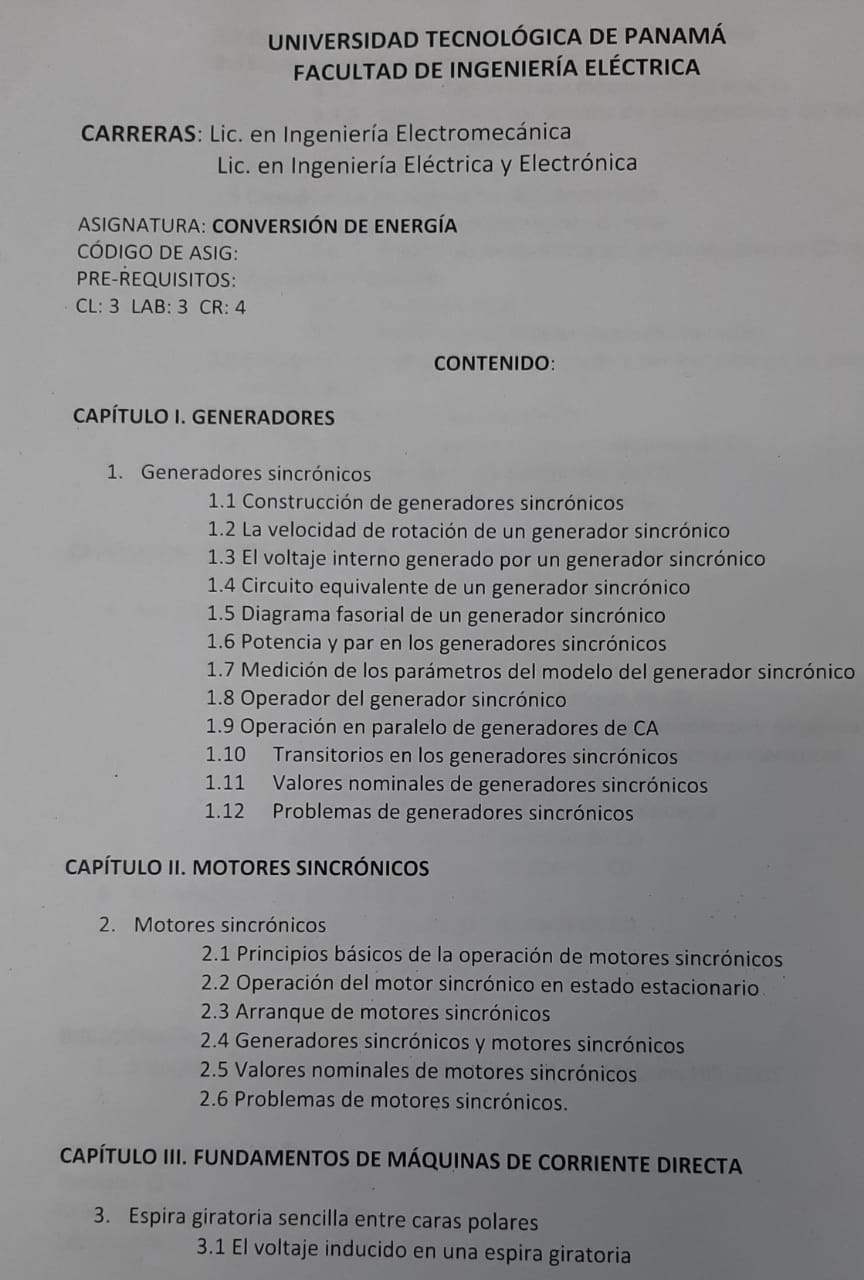 UNIVERSIDAD TECNOLÓGICA DE PANAMÁ
FACULTAD DE INGENIERÍA ELÉCTRICA
CARRERAS: Lic. en Ingeniería Electromecánica
Lic. en Ingeniería Eléctrica y Electrónica
ASIGNATURA: CONVERSIÓN DE ENERGÍA
CÓDIGO DE ASIG:
PRE-REQUISITOS:
CL: 3 LAB: 3 CR: 4
CONTENIDO:
CAPÍTULO I. GENERADORES
1. Generadores sincrónicos
1.1 Construcción de generadores sincrónicos
1.2 La velocidad de rotación de un generador sincrónico
1.3 El voltaje interno generado por un generador sincrónico
1.4 Circuito equivalente de un generador sincrónico
1.5 Diagrama fasorial de un generador sincrónico
1.6 Potencia y par en los generadores sincrónicos
1.7 Medición de los parámetros del modelo del generador sincrónico
1.8 Operador del generador sincrónico
1.9 Operación en paralelo de generadores de CA
1.10 Transitorios en los generadores sincrónicos
1.11 Valores nominales de generadores sincrónicos
1.12 Problemas de generadores sincrónicos
CAPÍTULO II. MOTORES SINCRÓNICOS
2. Motores sincrónicos
2.1 Principios básicos de la operación de motores sincrónicos
2.2 Operación del motor sincrónico en estado estacionario
2.3 Arranque de motores sincrónicos
2.4 Generadores sincrónicos y motores sincrónicos
2.5 Valores nominales de motores sincrónicos
2.6 Problemas de motores sincrónicos.
CAPÍTULO III. FUNDAMENTOS DE MÁQUINAS DE CORRIENTE DIRECTA
3. Espira giratoria sencilla entre caras polares
3.1 El voltaje inducido en una espira giratoria